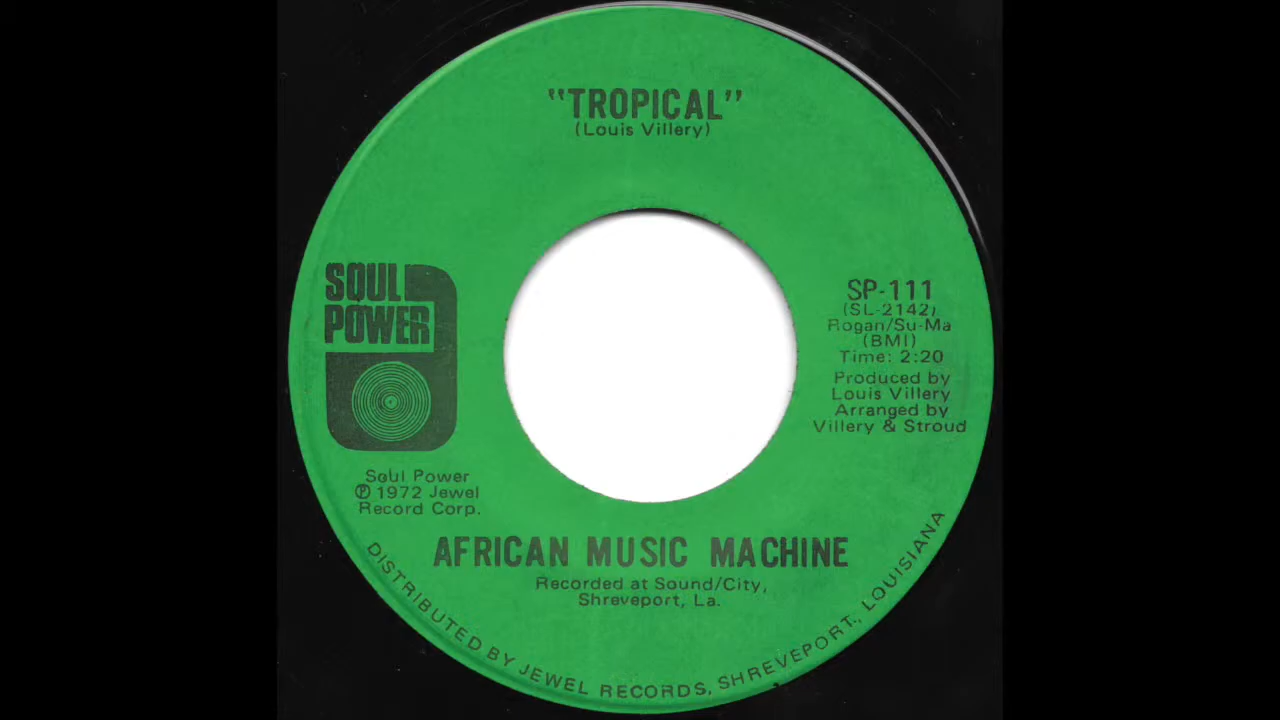 "TROPICAL"
(Louis Villery)
SOUL
POWER
SP-111
(SL-2142)
Rogan/Su-Ma
(BMI)
Time: 2:20
Produced by
Louis Villery
Arranged by
Villery & Stroud
Soul Power
℗ 1972 Jewel
Record Corp.
AFRICAN MUSIC MACHINE
Recorded at Sound/City,
Shreveport, La.
DISTRIBUTED BY JEWEL RECORDS, SHREVEPORT, LOUISIANA